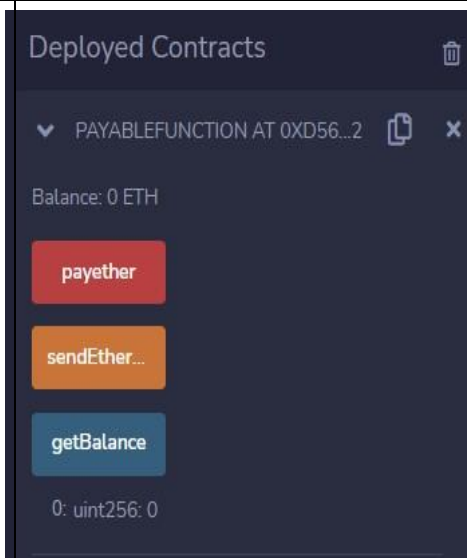 Deployed Contracts
PAYABLEFUNCTION AT 0XD56...2
Balance: 0 ETH
payether
sendEther...
getBalance
0: uint256: 0